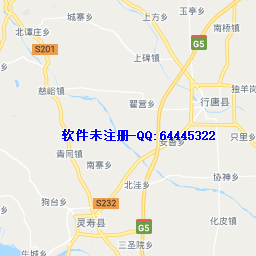 玉亭乡
城寨乡
上方乡
南桥镇
北谭庄乡
G5
S201
上碑镇
独羊岗
慈峪镇
翟营乡
行唐县
软件未注册-QQ:64445322
只里乡
安香乡
青同镇
南寨乡
协神乡
北洼乡
狗台乡
S232
灵寿县
化皮镇
G5
三圣院乡
牛城乡